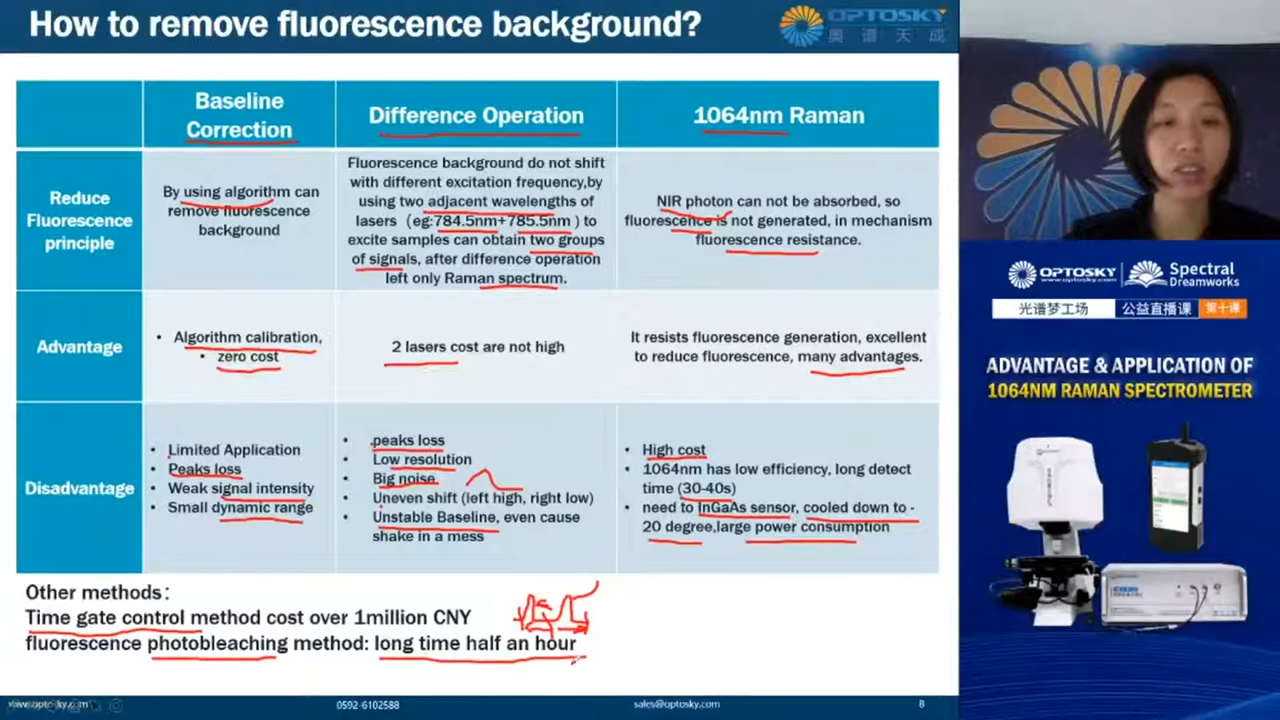 How to remove fluorescence background?
OPTOSKY
奥谱天成
Baseline
Correction
Difference Operation
1064nm Raman
Reduce
Fluorescence
principle
By using algorithm can
remove fluorescence
background
Fluorescence background do not shift
with different excitation frequency,by
using two adjacent wavelengths of
lasers (eg:784.5nm+785.5nm ) to
excite samples can obtain two groups
of signals, after difference operation
left only Raman spectrum.
NIR photon can not be absorbed, so
fluorescence is not generated, in mechanism
fluorescence resistance.
Advantage
• Algorithm calibration,
• zero cost
2 lasers cost are not high
It resists fluorescence generation, excellent
to reduce fluorescence, many advantages.
Disadvantage
• Limited Application
• Peaks loss
• Weak signal intensity
• Small dynamic range
• peaks loss
• Low resolution
• Big noise
• Uneven shift (left high, right low)
• Unstable Baseline, even cause
shake in a mess
• High cost
• 1064nm has low efficiency, long detect
time (30-40s)
• need to InGaAs sensor, cooled down to -
20 degree,large power consumption
Other methods:
Time gate control method cost over 1million CNY
fluorescence photobleaching method: long time half an hour
www.optosky.com
0592-6102588
sales@optosky.com
8
OPTOSKY
Spectral
Dreamworks
光谱梦工场
公益直播课
第十课
ADVANTAGE & APPLICATION OF
1064NM RAMAN SPECTROMETER